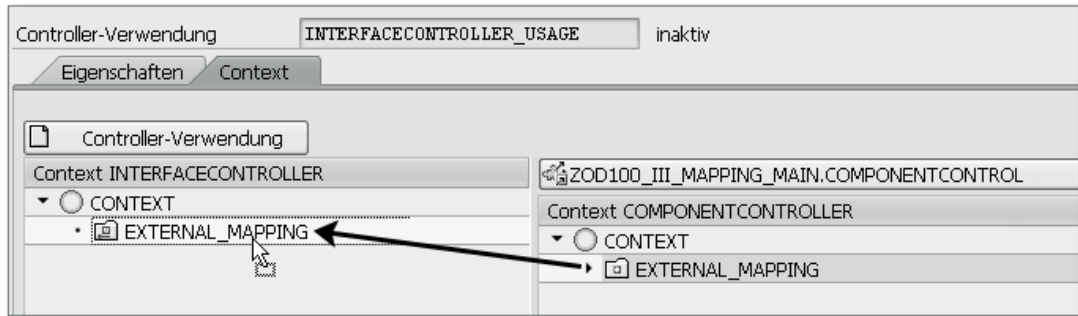 Controller-Verwendung INTERFACECONTROLLER_USAGE inaktiv
Eigenschaften Context
Controller-Verwendung
Context INTERFACECONTROLLER
CONTEXT
EXTERNAL_MAPPING
ZOD100_III_MAPPING_MAIN.COMPONENTCONTROL
Context COMPONENTCONTROLLER
CONTEXT
EXTERNAL_MAPPING